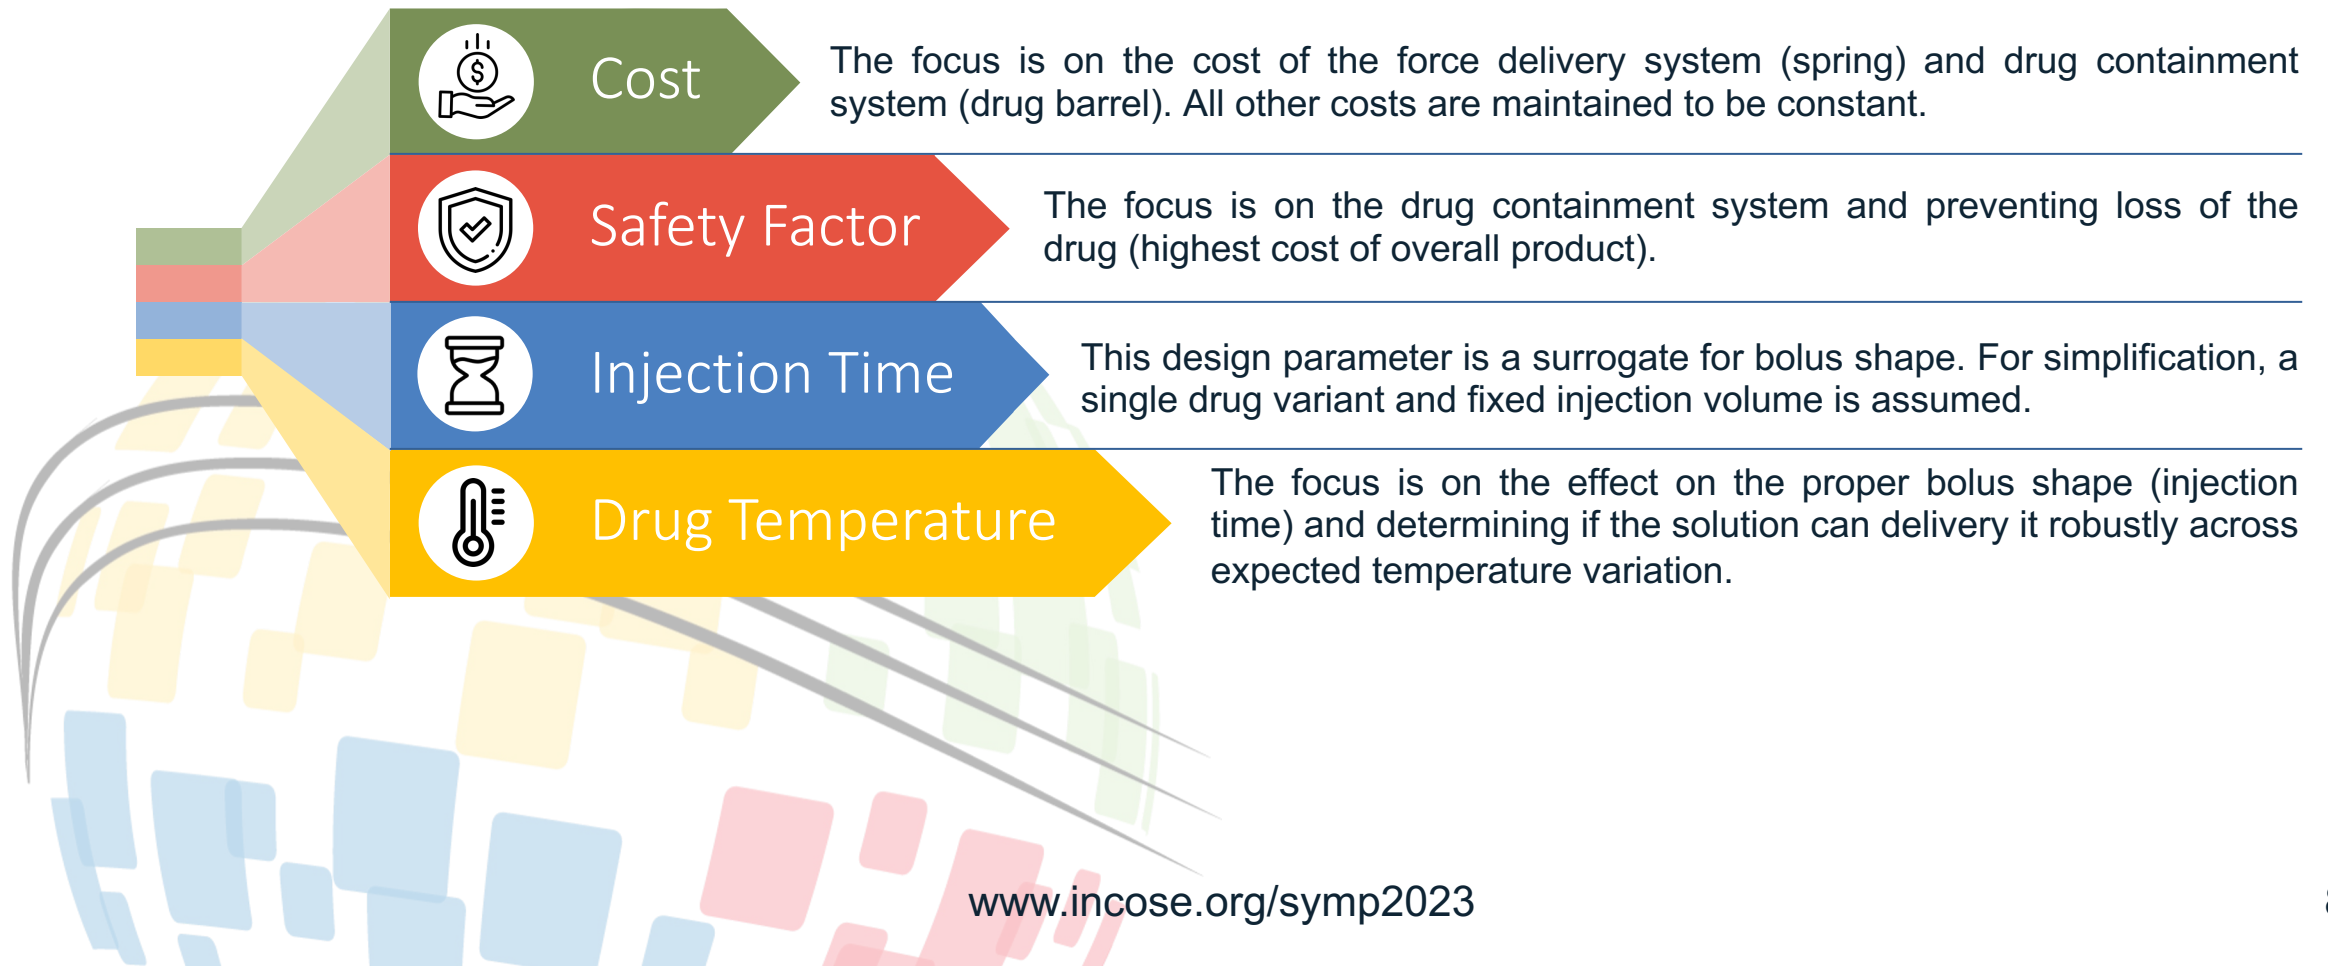 Cost
The focus is on the cost of the force delivery system (spring) and drug containment
system (drug barrel). All other costs are maintained to be constant.
Safety Factor
The focus is on the drug containment system and preventing loss of the
drug (highest cost of overall product).
Injection Time
This design parameter is a surrogate for bolus shape. For simplification, a
single drug variant and fixed injection volume is assumed.
Drug Temperature
The focus is on the effect on the proper bolus shape (injection
time) and determining if the solution can delivery it robustly across
expected temperature variation.
www.incose.org/symp2023